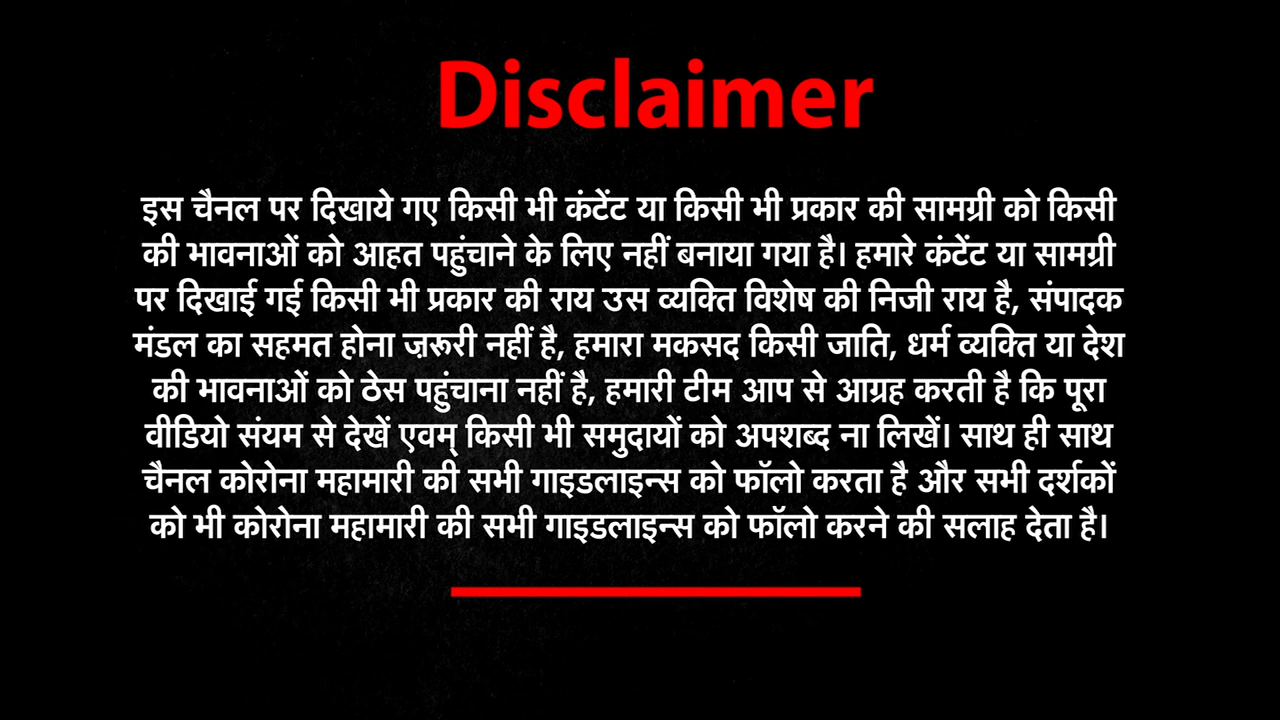 Disclaimer
इस चैनल पर दिखाये गए किसी भी कंटेंट या किसी भी प्रकार की सामग्री को किसी
की भावनाओं को आहत पहुंचाने के लिए नहीं बनाया गया है। हमारे कंटेंट या सामग्री
पर दिखाई गई किसी भी प्रकार की राय उस व्यक्ति विशेष की निजी राय है, संपादक
मंडल का सहमत होना ज़रूरी नहीं है, हमारा मकसद किसी जाति, धर्म व्यक्ति या देश
की भावनाओं को ठेस पहुंचाना नहीं है, हमारी टीम आप से आग्रह करती है कि पूरा
वीडियो संयम से देखें एवम् किसी भी समुदायों को अपशब्द ना लिखें। साथ ही साथ
चैनल कोरोना महामारी की सभी गाइडलाइन्स को फॉलो करता है और सभी दर्शकों
को भी कोरोना महामारी की सभी गाइडलाइन्स को फॉलो करने की सलाह देता है।